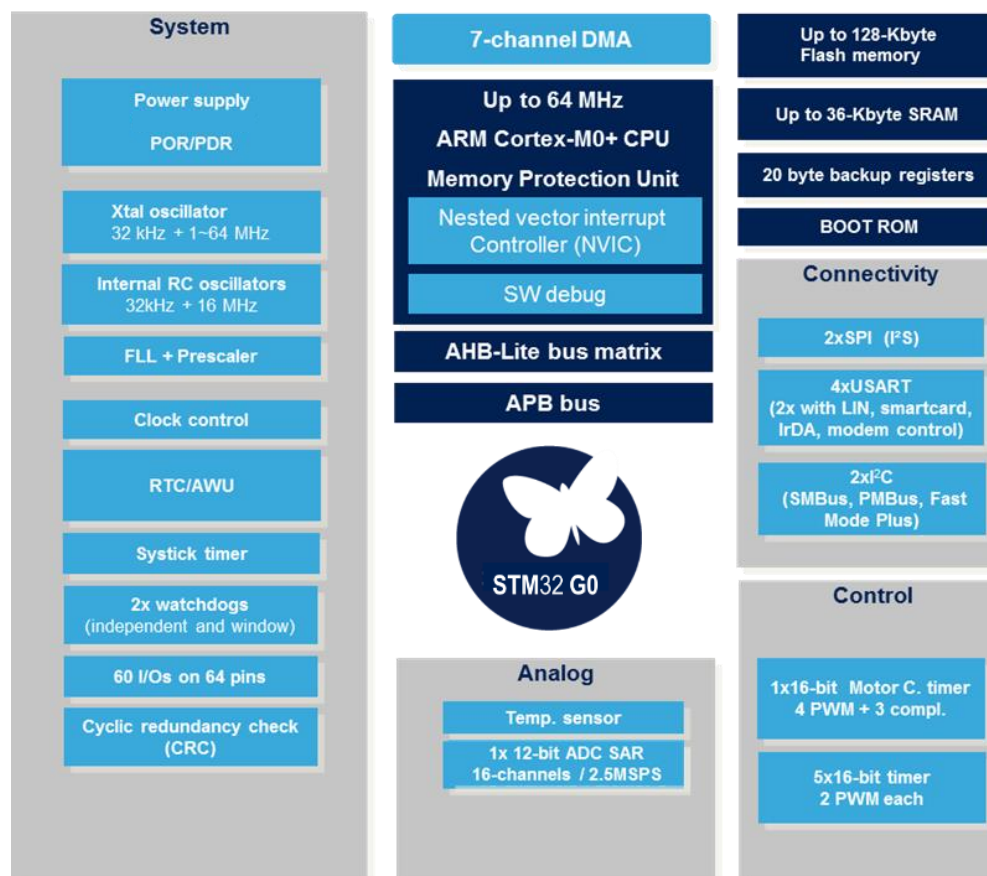 System
Power supply
POR/PDR
Xtal oscillator
32 kHz + 1~64 MHz
Internal RC oscillators
32kHz + 16 MHz
FLL + Prescaler
Clock control
RTC/AWU
Systick timer
2x watchdogs
(independent and window)
60 I/Os on 64 pins
Cyclic redundancy check
(CRC)
7-channel DMA
Up to 64 MHz
ARM Cortex-M0+ CPU
Memory Protection Unit
Nested vector interrupt
Controller (NVIC)
SW debug
AHB-Lite bus matrix
APB bus
STM32 G0
Analog
Temp. sensor
1x 12-bit ADC SAR
16-channels / 2.5MSPS
Up to 128-Kbyte
Flash memory
Up to 36-Kbyte SRAM
20 byte backup registers
BOOT ROM
Connectivity
2xSPI (I²S)
4xUSART
(2x with LIN, smartcard,
IrDA, modem control)
2xI²C
(SMBus, PMBus, Fast
Mode Plus)
Control
1x16-bit Motor C. timer
4 PWM + 3 compl.
5x16-bit timer
2 PWM each